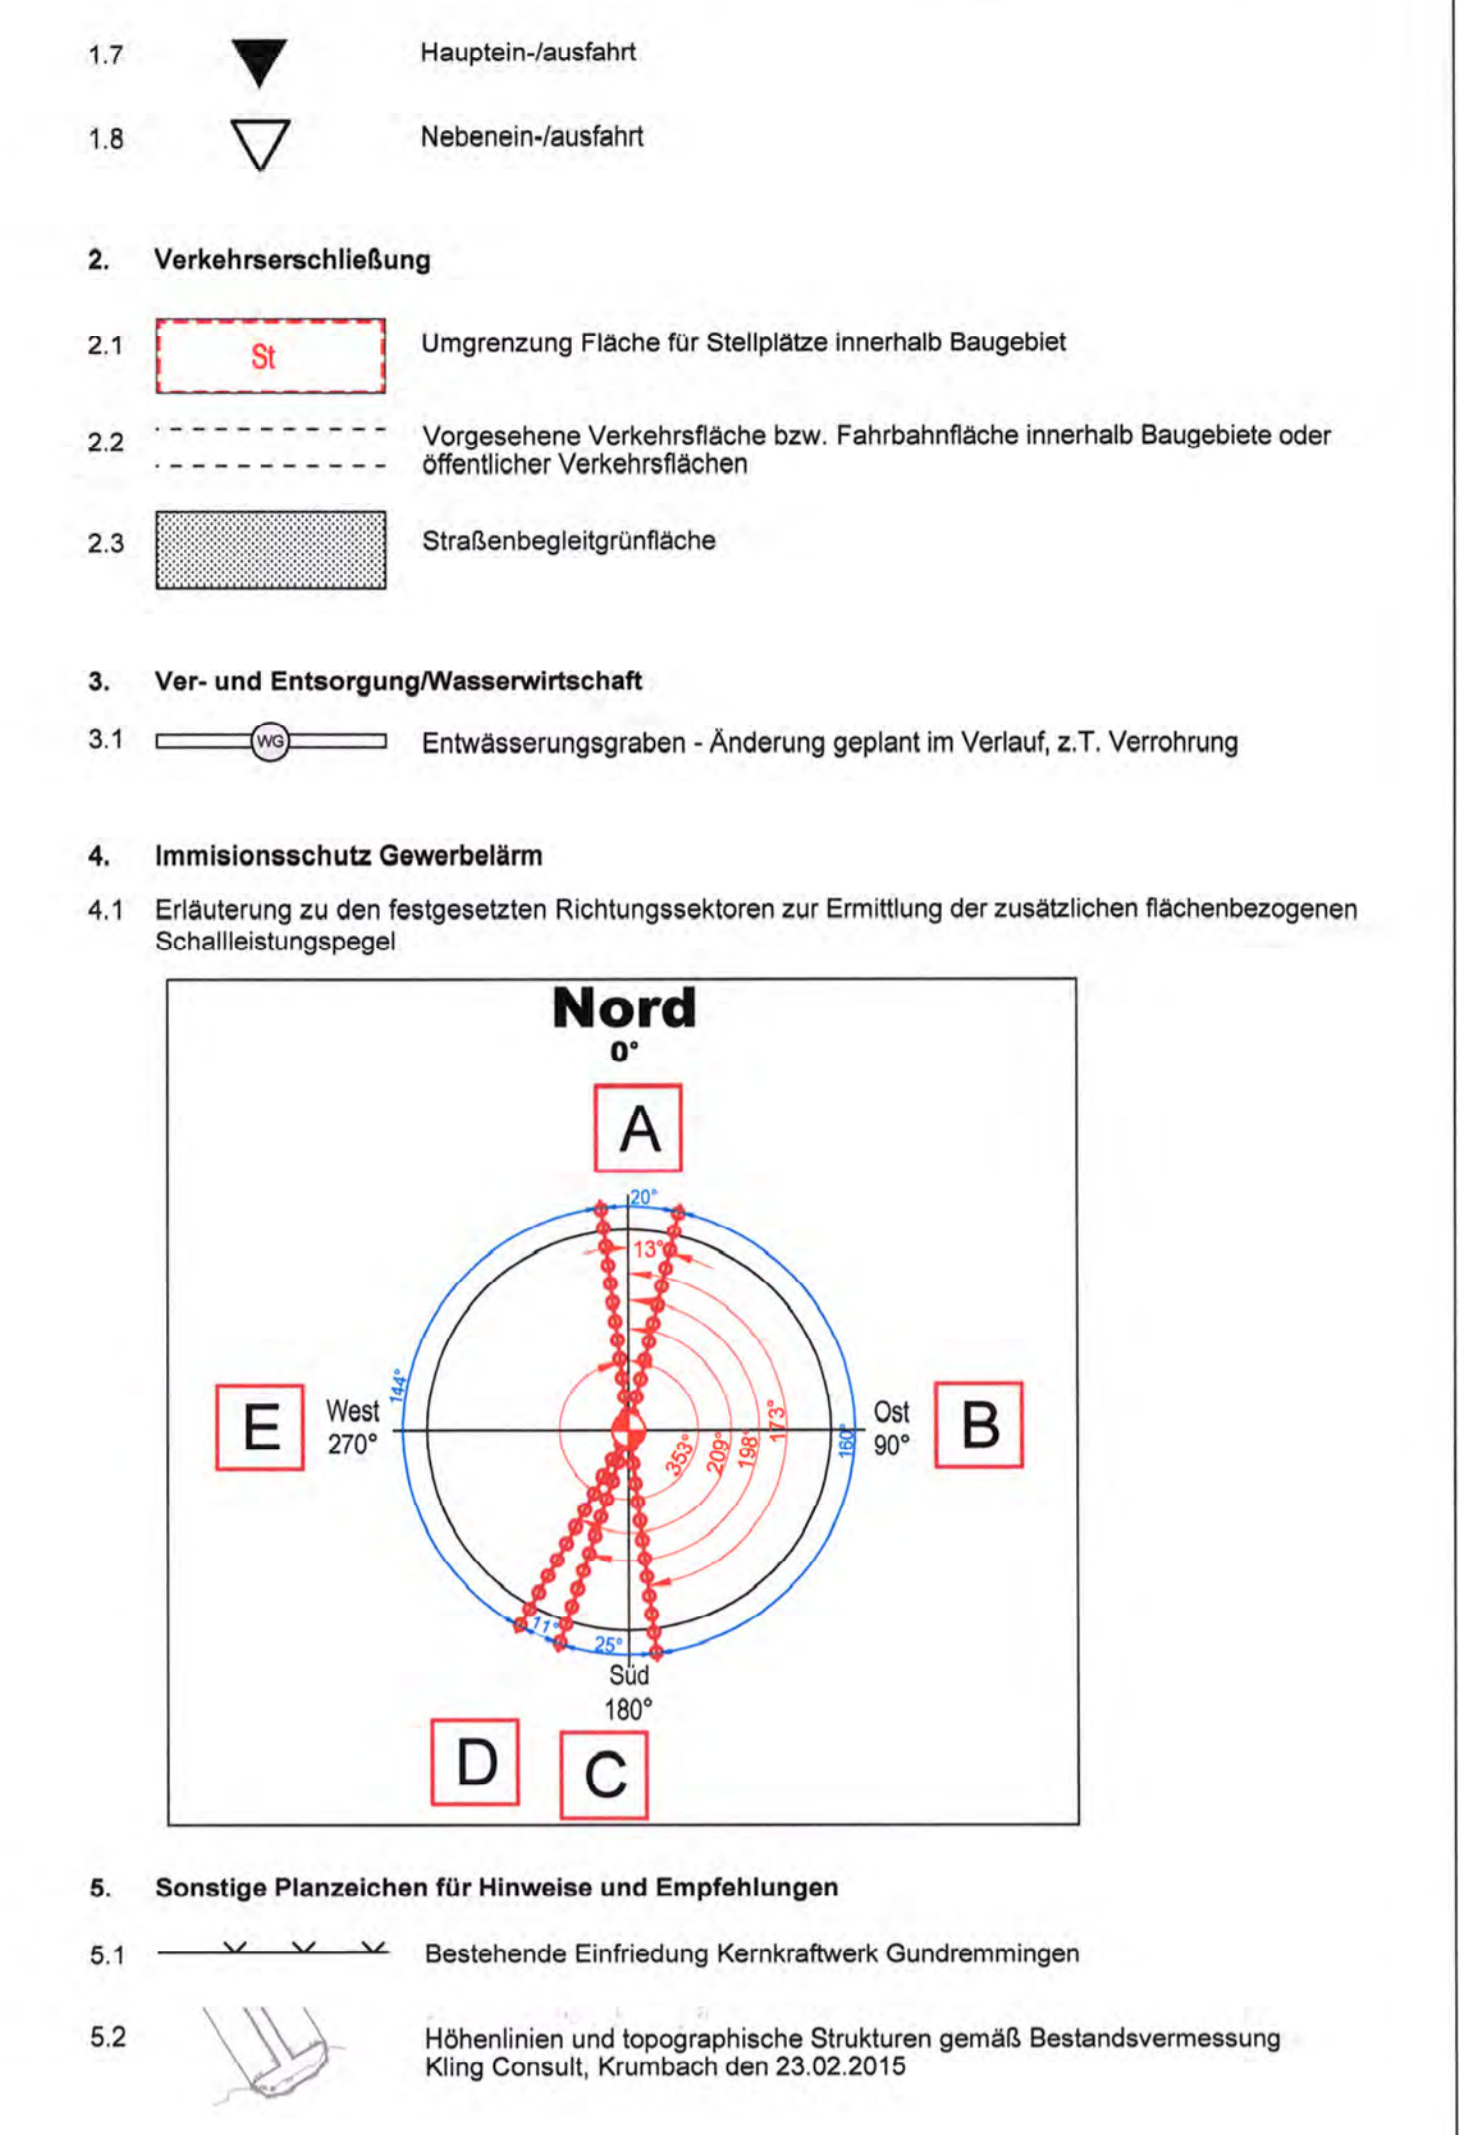 1.7 Hauptein-/ausfahrt
1.8 Nebenein-/ausfahrt
2. Verkehrserschließung
2.1 St Umgrenzung Fläche für Stellplätze innerhalb Baugebiet
2.2 Vorgesehene Verkehrsfläche bzw. Fahrbahnfläche innerhalb Baugebiete oder
öffentlicher Verkehrsflächen
2.3 Straßenbegleitgrünfläche
3. Ver- und Entsorgung/Wasserwirtschaft
3.1 WG Entwässerungsgraben - Änderung geplant im Verlauf, z.T. Verrohrung
4. Immisionsschutz Gewerbelärm
4.1 Erläuterung zu den festgesetzten Richtungssektoren zur Ermittlung der zusätzlichen flächenbezogenen
Schallleistungspegel
Nord
0°
A
20°
13°
144°
E
West
270°
353°
209°
198°
173°
160°
Ost
90°
B
11°
25°
Süd
180°
D
C
5. Sonstige Planzeichen für Hinweise und Empfehlungen
5.1 Bestehende Einfriedung Kernkraftwerk Gundremmingen
5.2 Höhenlinien und topographische Strukturen gemäß Bestandsvermessung
Kling Consult, Krumbach den 23.02.2015